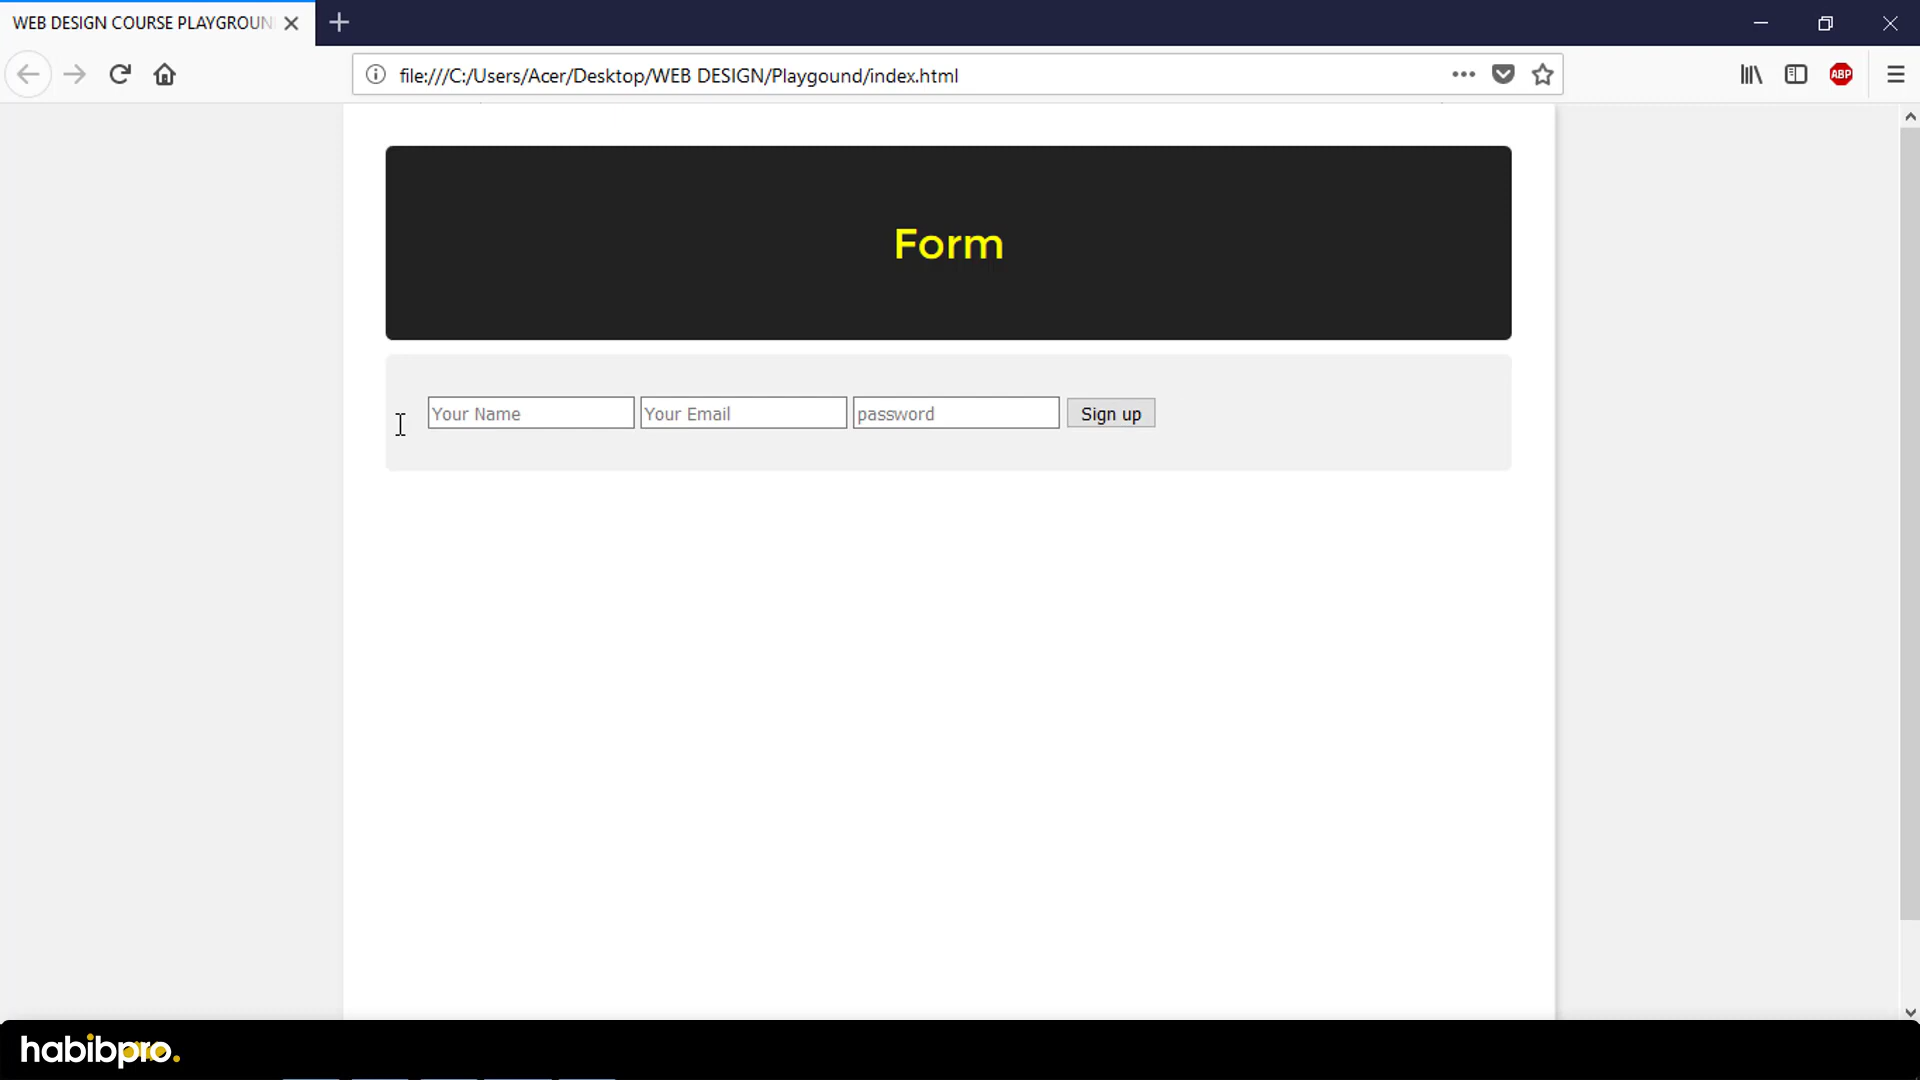 WEB DESIGN COURSE PLAYGROUN
file:///C:/Users/Acer/Desktop/WEB DESIGN/Playgound/index.html
ABP
Form
Your Name
Your Email
password
Sign up
habibpro.